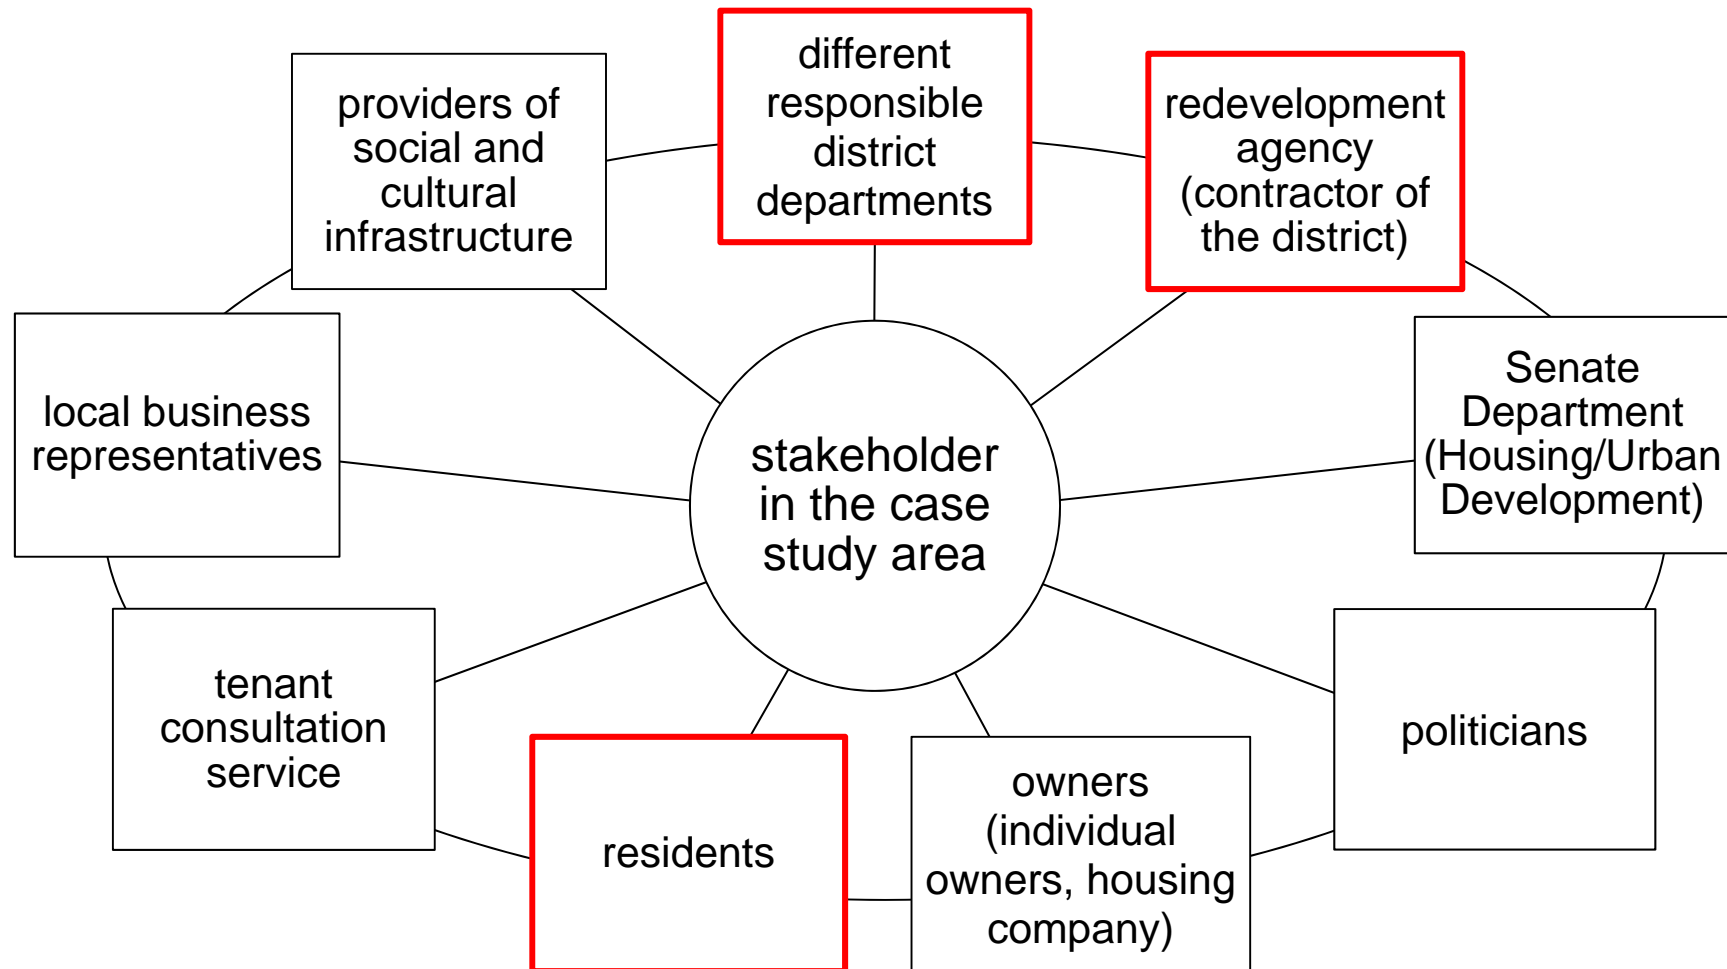 different
responsible
district
departments
redevelopment
agency
(contractor of
the district)
Senate
Department
(Housing/Urban
Development)
politicians
owners
(individual
owners, housing
company)
residents
tenant
consultation
service
local business
representatives
providers of
social and
cultural
infrastructure
stakeholder
in the case
study area